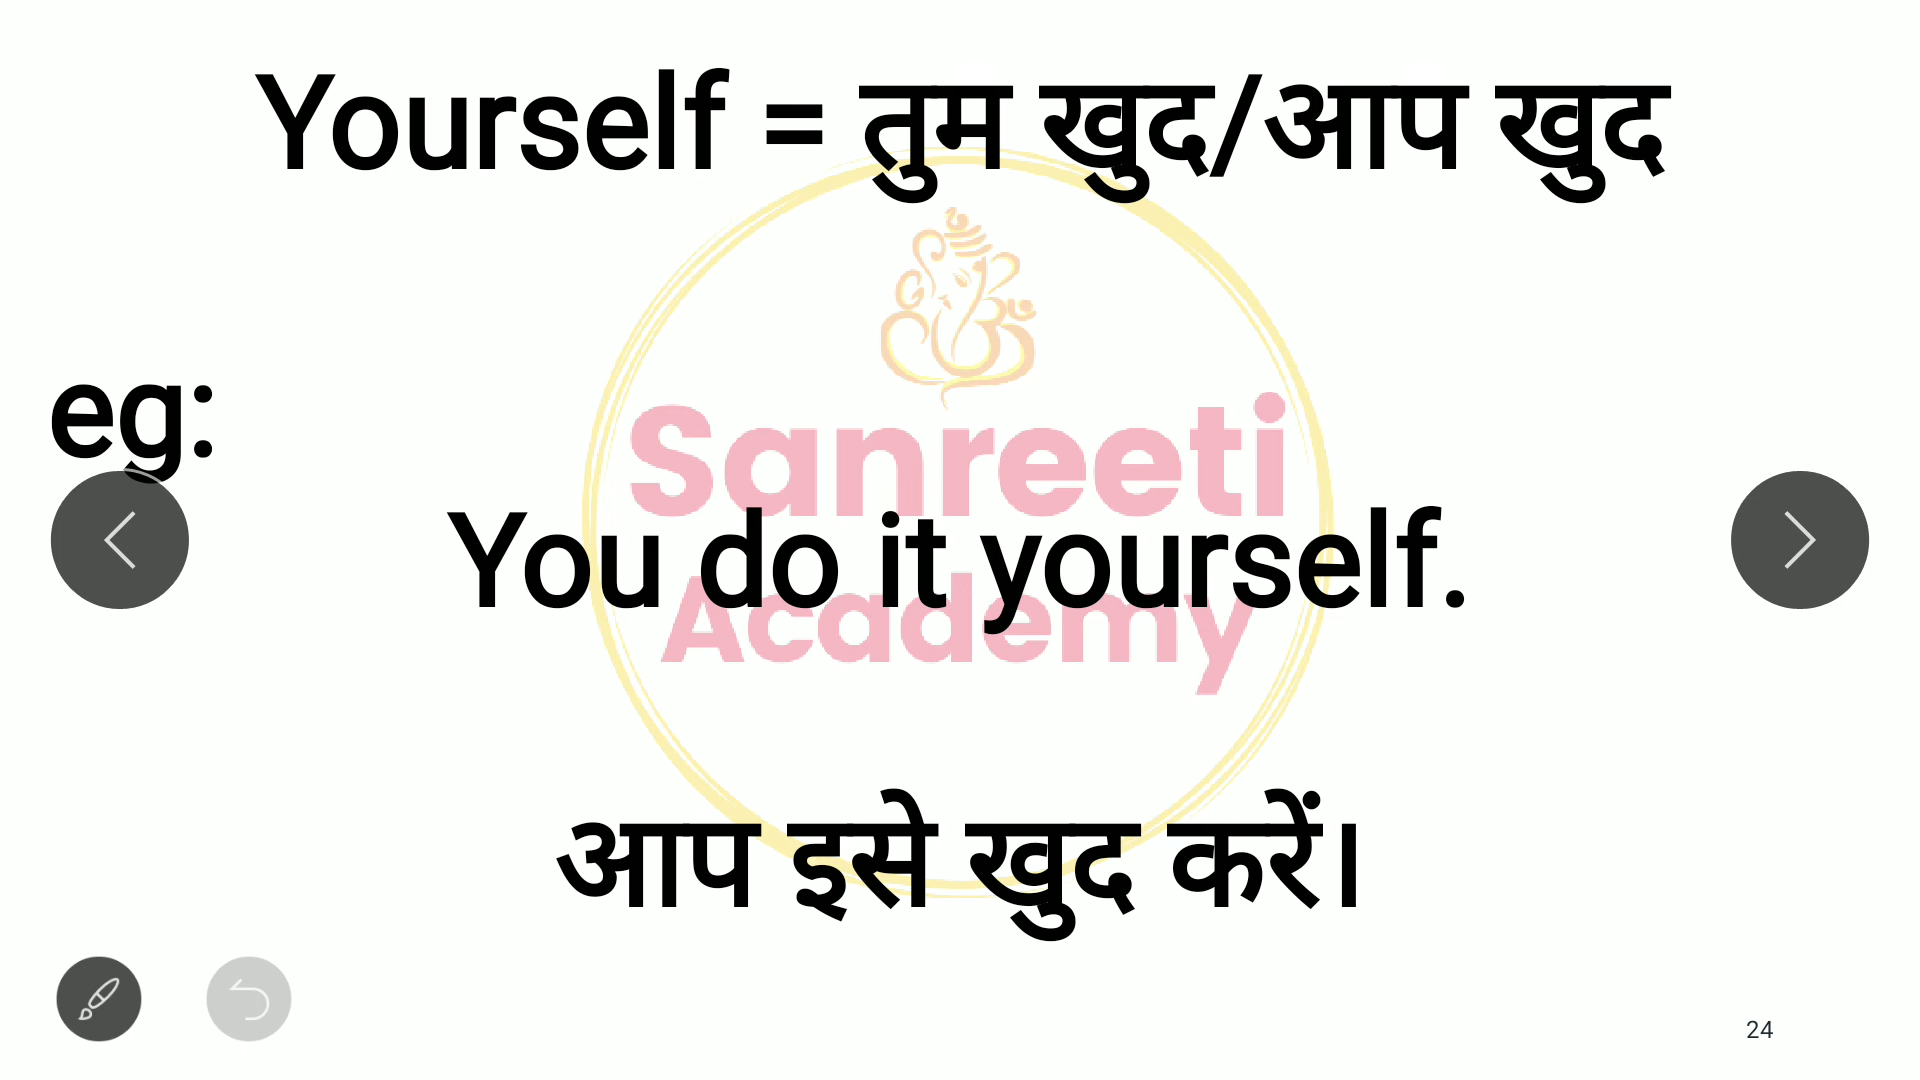 Yourself = तुम खुद/आप खुद
eg:
Sanreeti
You do it yourself.
Academy
आप इसे खुद करें।
24